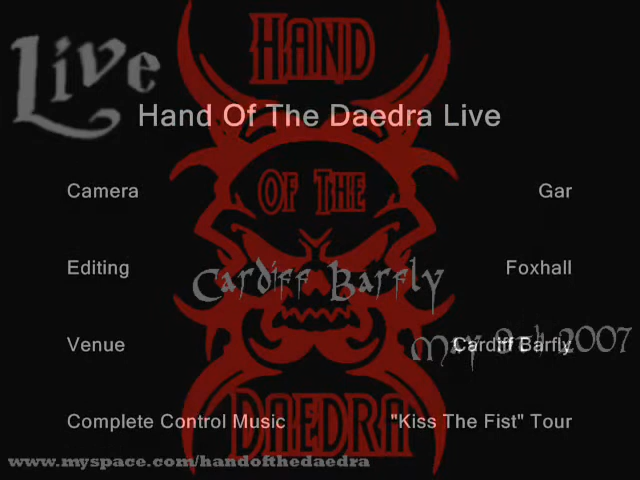 Live
HAND
Hand Of The Daedra Live
OF THE
Camera Gar
Editing Foxhall
Cardiff Barfly
Venue Cardiff Barfly
May 9th 2007
Complete Control Music "Kiss The Fist" Tour
DAEDRA
www.myspace.com/handofthedaedra